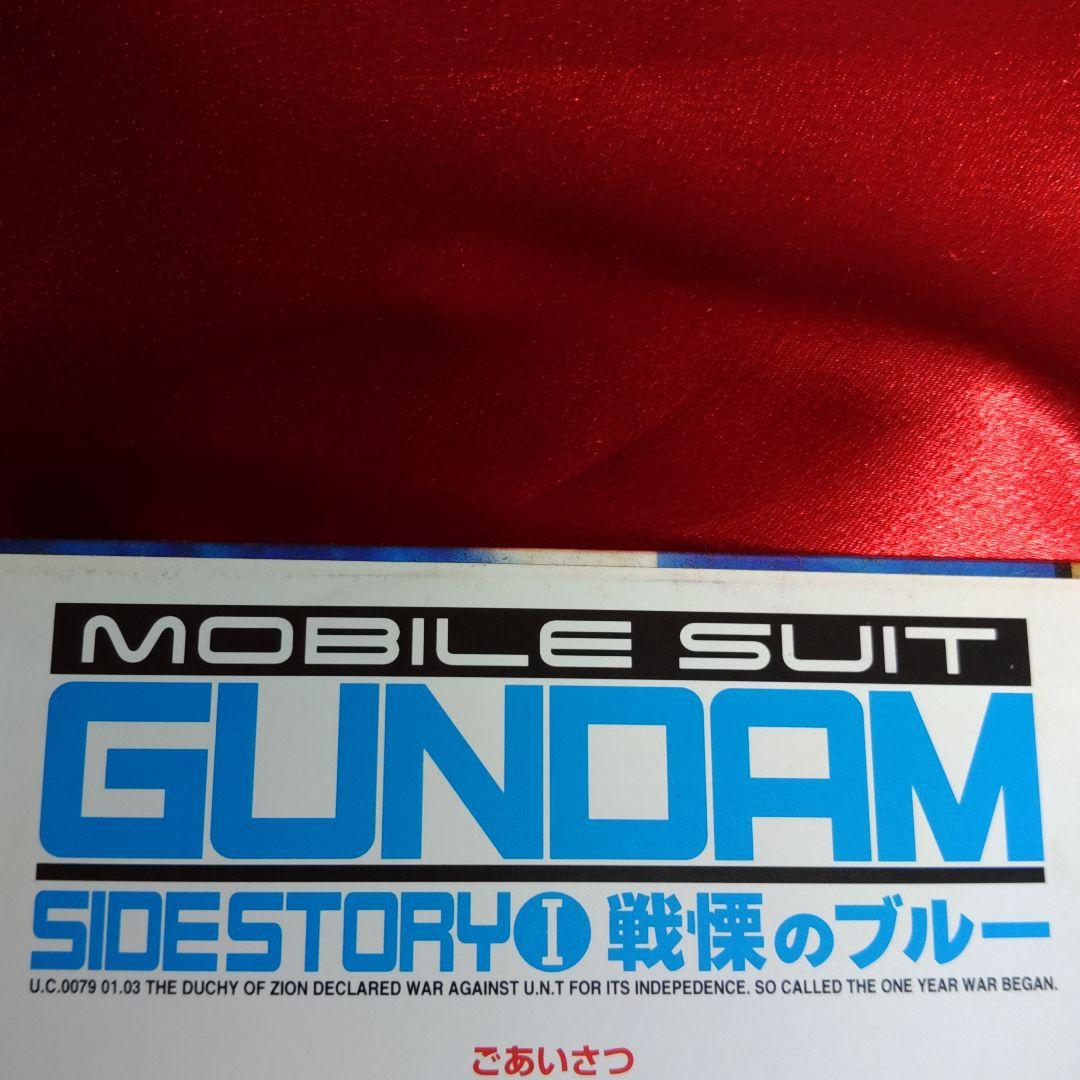 MOBILE SUIT
GUNDAM
SIDESTORY I 戦慄のブルー
U.C.0079 01.03 THE DUCHY OF ZION DECLARED WAR AGAINST U.N.T FOR ITS INDEPEDENCE. SO CALLED THE ONE YEAR WAR BEGAN.
ごあいさつ